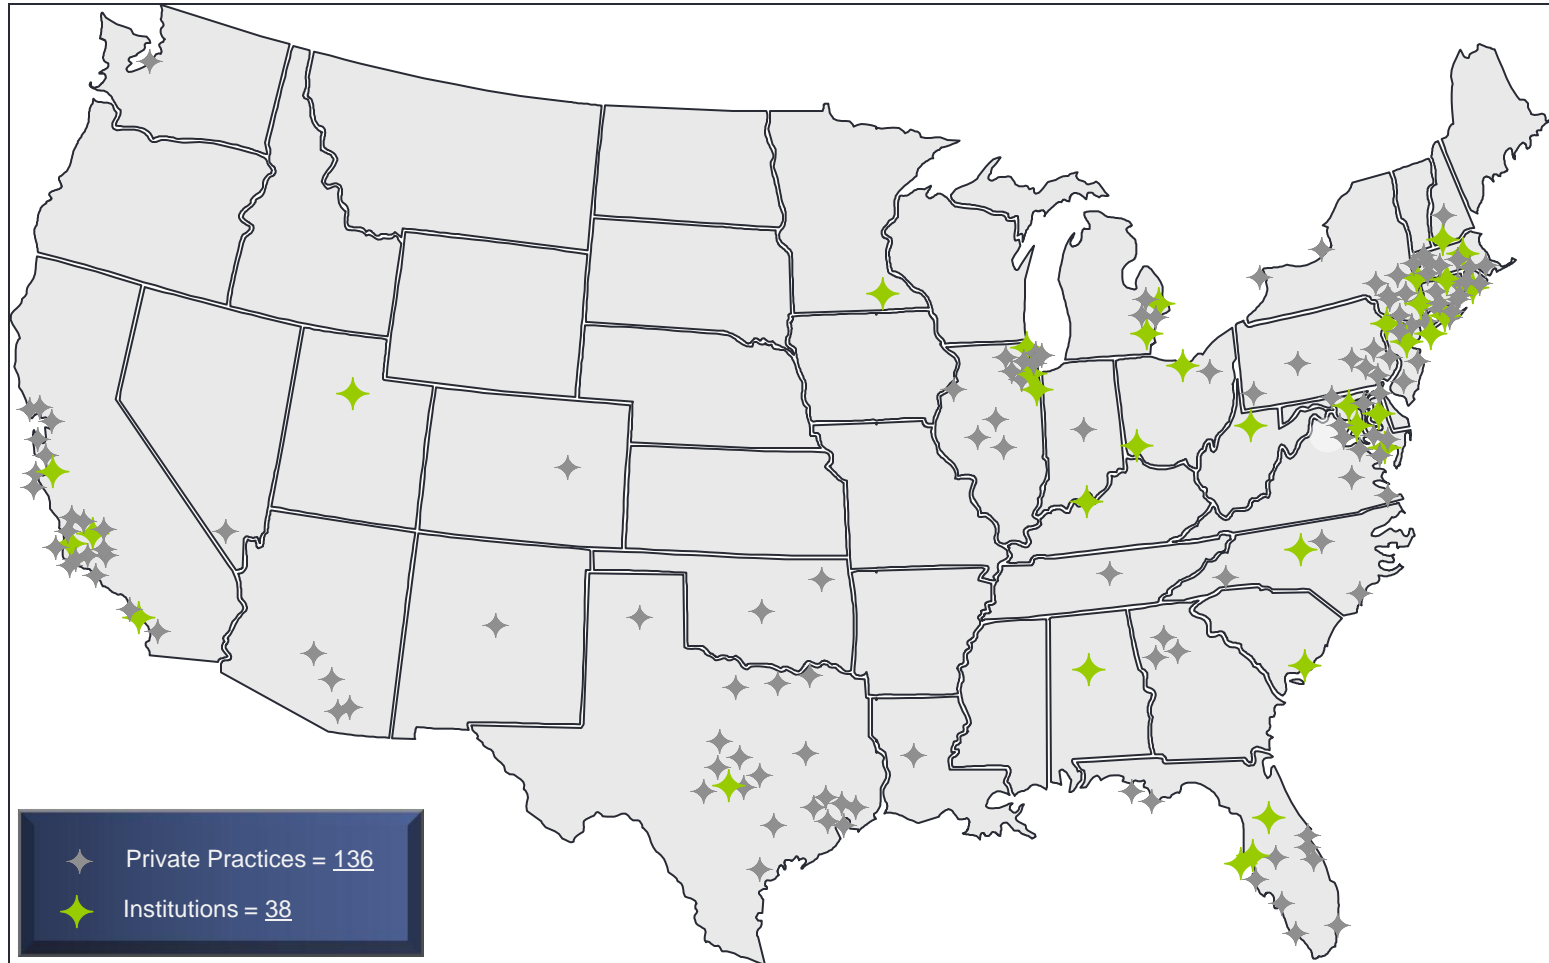 Private Practices = 136
Institutions = 38